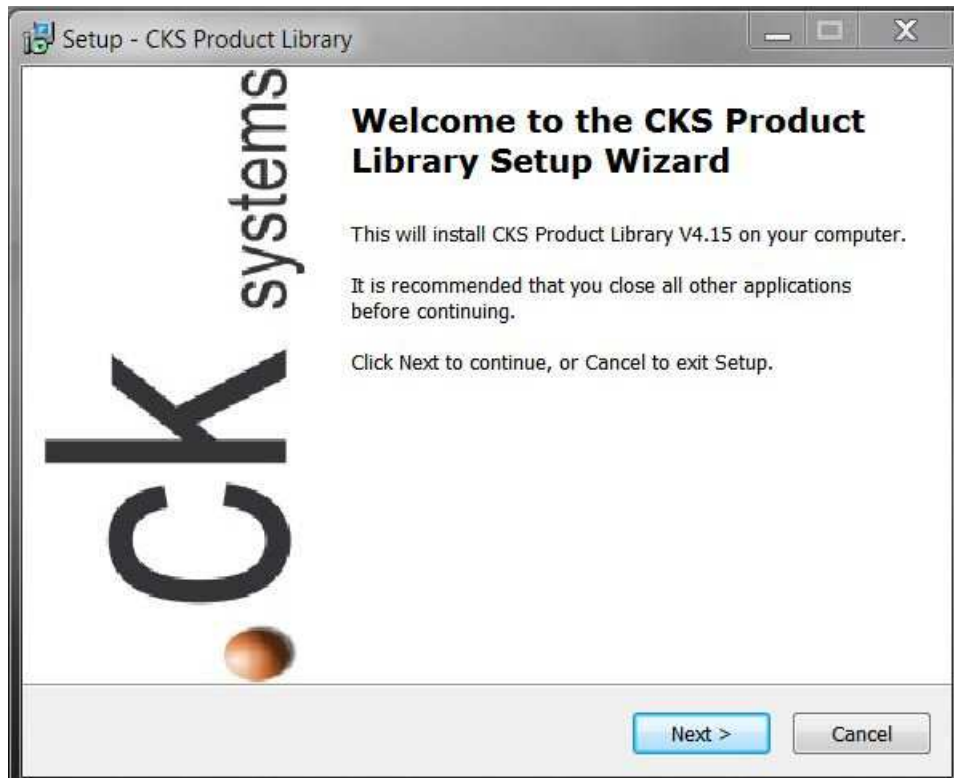 Setup - CKS Product Library
ck systems
Welcome to the CKS Product
Library Setup Wizard
This will install CKS Product Library V4.15 on your computer.
It is recommended that you close all other applications
before continuing.
Click Next to continue, or Cancel to exit Setup.
Next >
Cancel